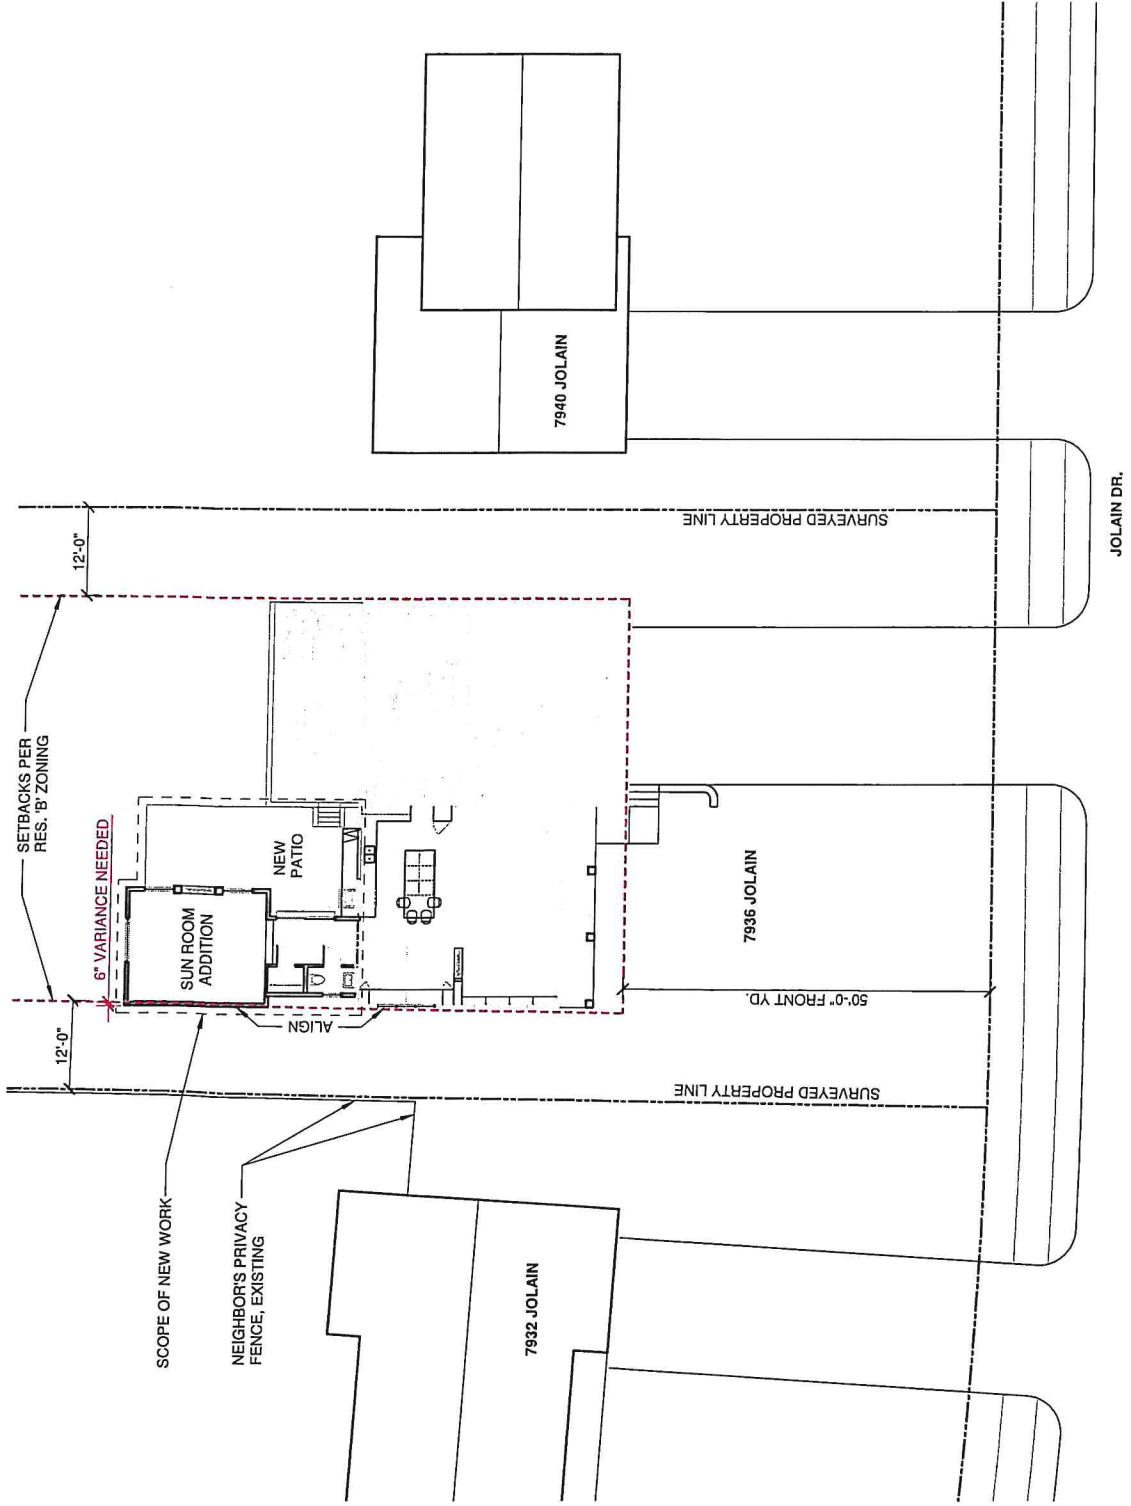 SETBACKS PER
RES. 'B' ZONING
6" VARIANCE NEEDED
12'-0"
12'-0"
SCOPE OF NEW WORK
NEIGHBOR'S PRIVACY
FENCE, EXISTING
SUN ROOM
ADDITION
NEW
PATIO
ALIGN
SURVEYED PROPERTY LINE
SURVEYED PROPERTY LINE
50'-0" FRONT YD.
7932 JOLAIN
7936 JOLAIN
7940 JOLAIN
JOLAIN DR.